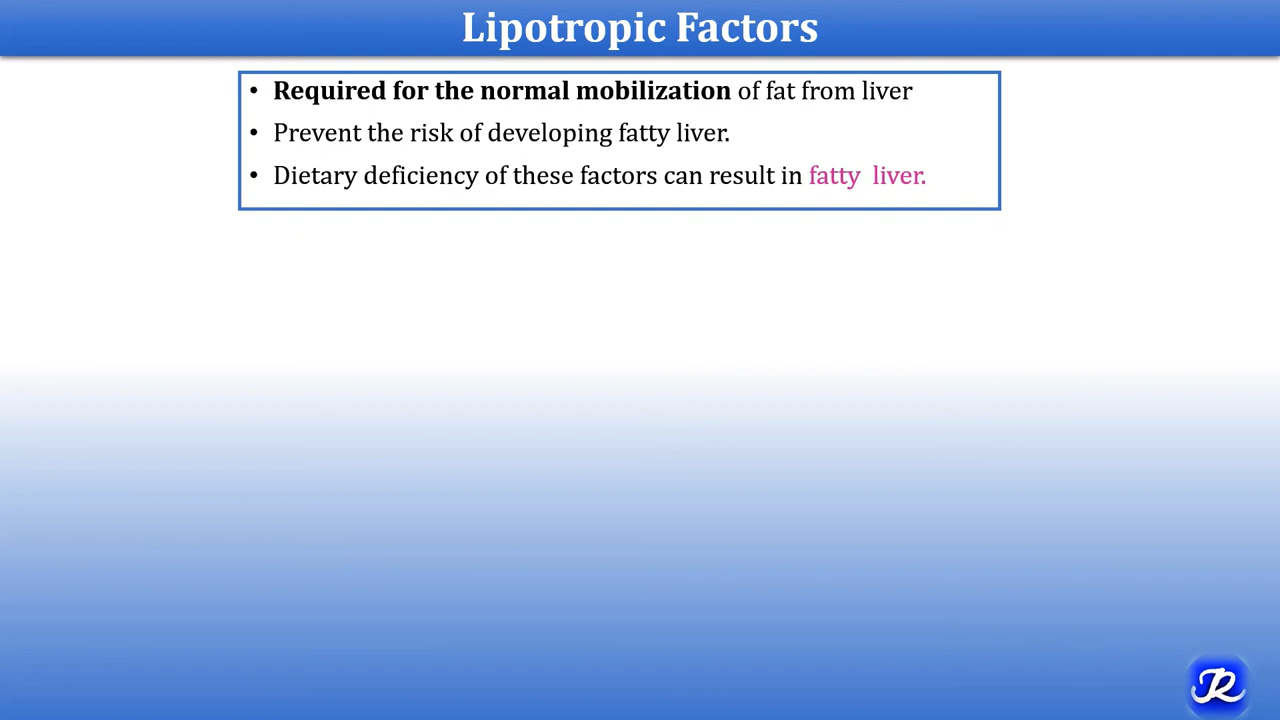 Lipotropic Factors
• Required for the normal mobilization of fat from liver
• Prevent the risk of developing fatty liver.
• Dietary deficiency of these factors can result in fatty  liver.
JR